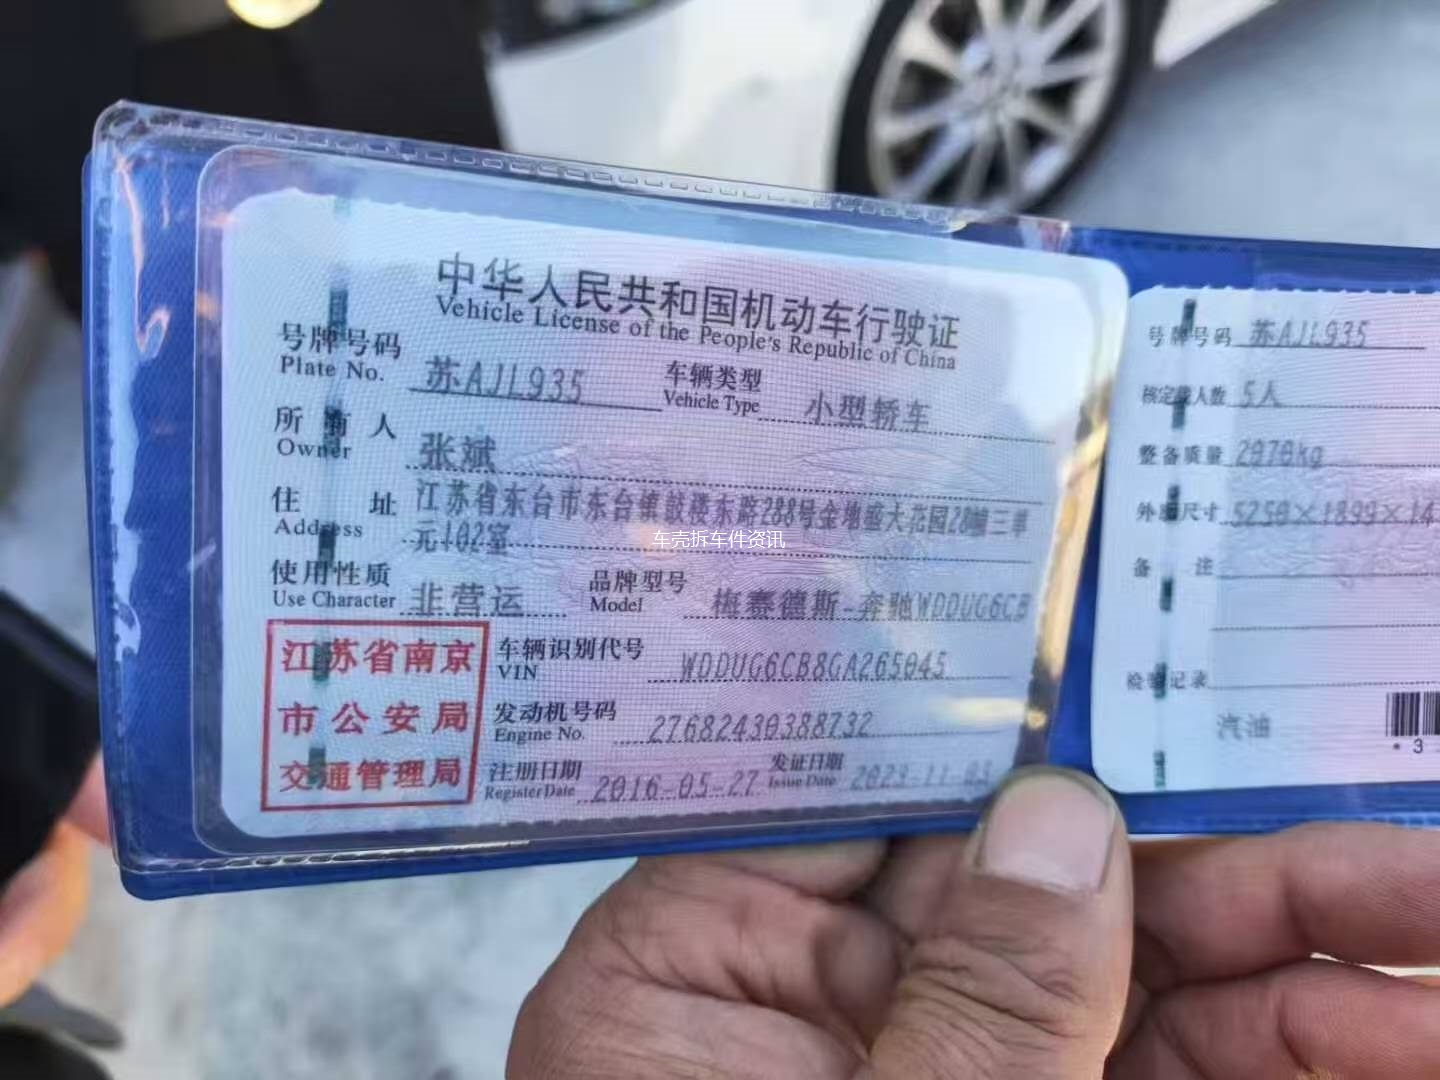 中华人民共和国机动车行驶证
Vehicle License of the People's Republic of China
号牌号码 苏AJL935 车辆类型 小型轿车
Plate No. Vehicle Type
所有人 张斌
Owner
住址 江苏省东台市东台镇鼓楼东路288号金地盛大花园28幢三单
Address 元102室
使用性质 非营运 品牌型号 梅赛德斯-奔驰WDDUG6CB
Use Character Model
江苏省南京
市公安局
交通管理局
车辆识别代号 WDDUG6CB8GA265045
VIN
发动机号码 27682430388732
Engine No.
注册日期 2016-05-27 发证日期 2023-11-03
Register Date Issue Date
车壳拆车件资讯
号牌号码 苏AJL935
核定载人数 5人
整备质量 2070kg
外廓尺寸 5250×1899×14
备注
检验记录
汽油
*3